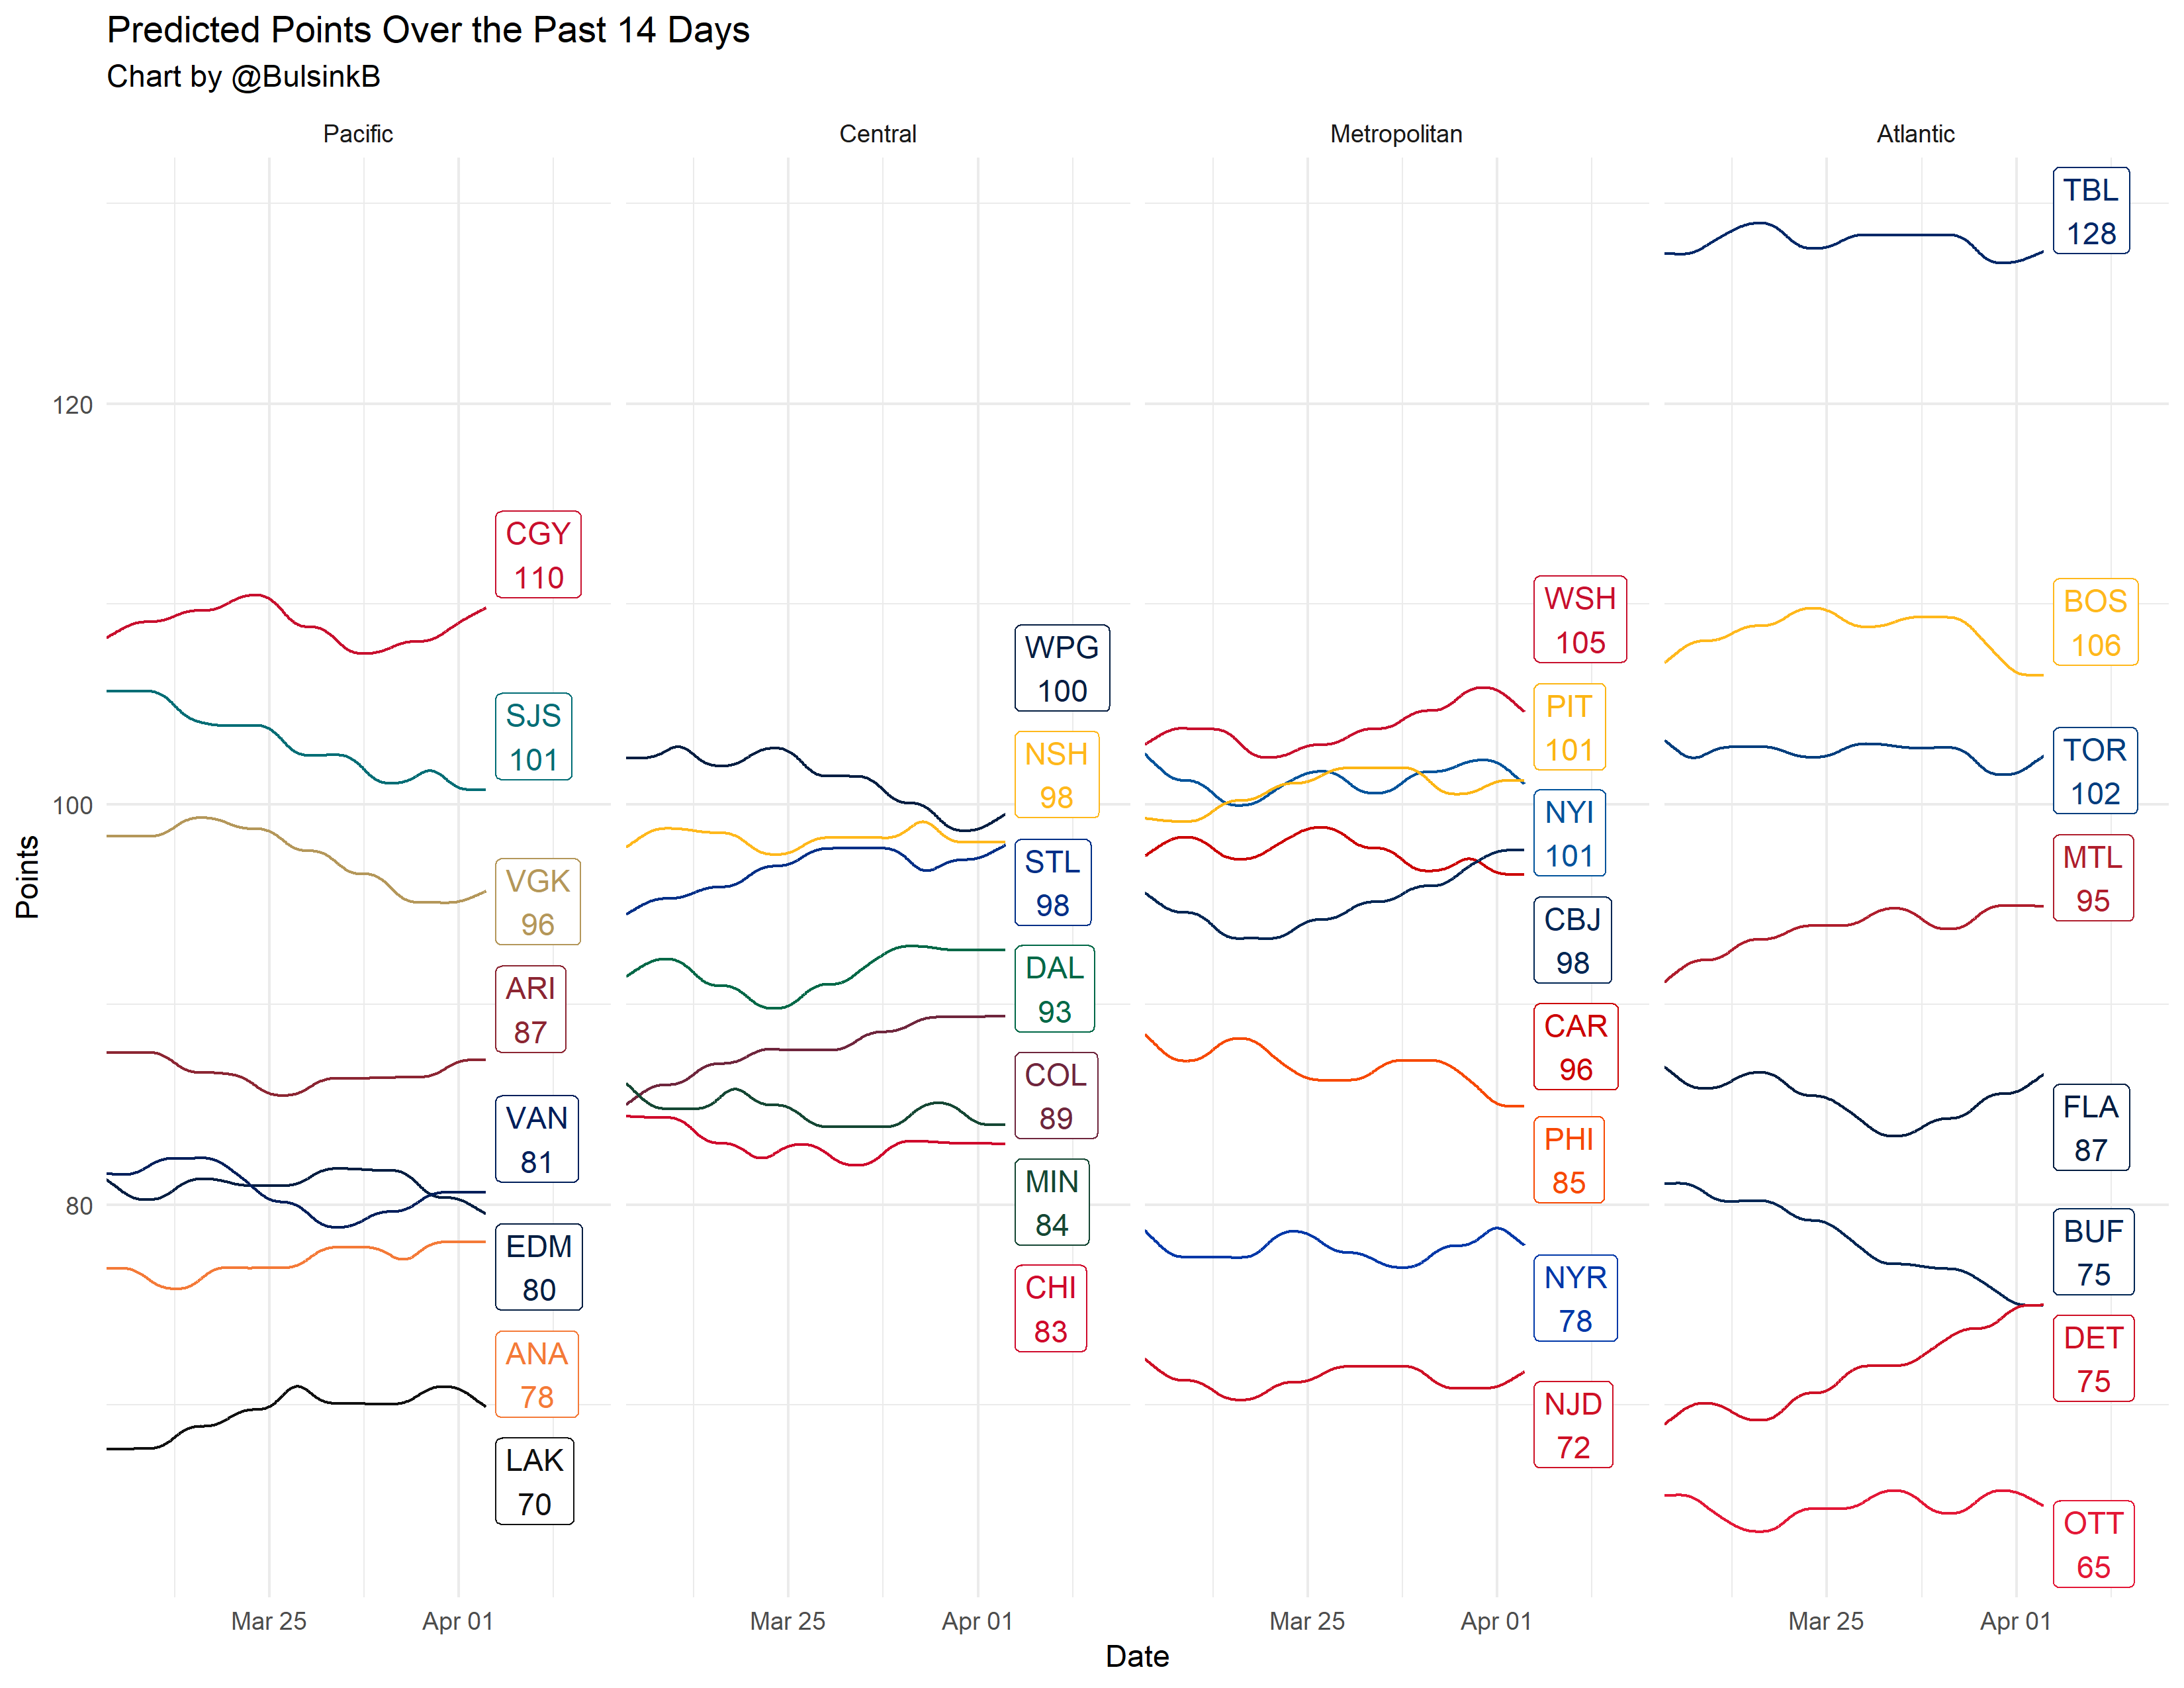 Predicted Points Over the Past 14 Days
Chart by @BulsinkB
Pacific
Central
Metropolitan
Atlantic
Points
120
100
80
CGY
110
SJS
101
VGK
96
ARI
87
VAN
81
EDM
80
ANA
78
LAK
70
WPG
100
NSH
98
STL
98
DAL
93
COL
89
MIN
84
CHI
83
WSH
105
PIT
101
NYI
101
CBJ
98
CAR
96
PHI
85
NYR
78
NJD
72
TBL
128
BOS
106
TOR
102
MTL
95
FLA
87
BUF
75
DET
75
OTT
65
Mar 25 Apr 01
Mar 25 Apr 01
Mar 25 Apr 01
Mar 25 Apr 01
Date